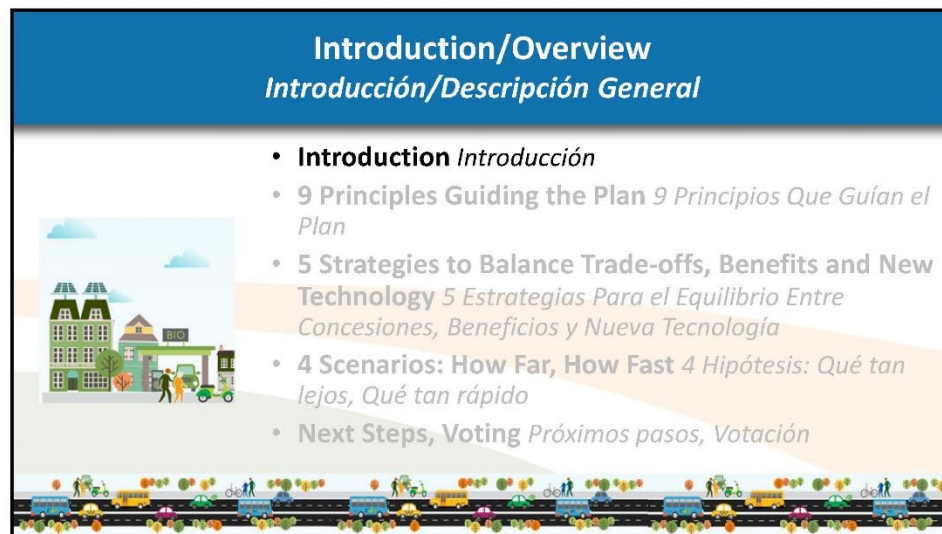 Introduction/Overview
Introducción/Descripción General
• Introduction Introducción
• 9 Principles Guiding the Plan 9 Principios Que Guían el
Plan
• 5 Strategies to Balance Trade-offs, Benefits and New
Technology 5 Estrategias Para el Equilibrio Entre
Concesiones, Beneficios y Nueva Tecnología
• 4 Scenarios: How Far, How Fast 4 Hipótesis: Qué tan
lejos, Qué tan rápido
• Next Steps, Voting Próximos pasos, Votación
BIO